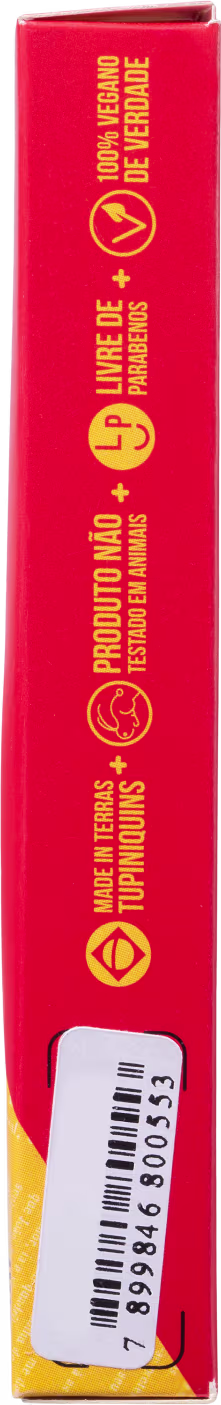 MADE IN TERRAS
TUPINIQUINS
+
PRODUTO NÃO
TESTADO EM ANIMAIS
+
LP
LIVRE DE
PARABENOS
+
100% VEGANO
DE VERDADE
7 899846 800553